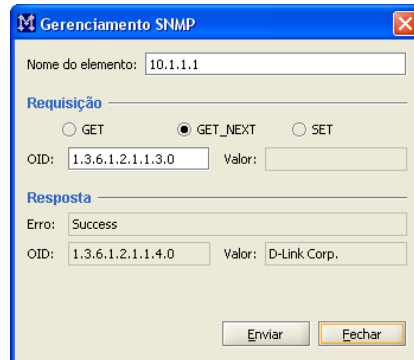 Gerenciamento SNMP
Nome do elemento: 10.1.1.1
Requisição
GET GET_NEXT SET
OID: 1.3.6.1.2.1.1.3.0 Valor:
Resposta
Erro: Success
OID: 1.3.6.1.2.1.1.4.0 Valor: D-Link Corp.
Enviar Fechar